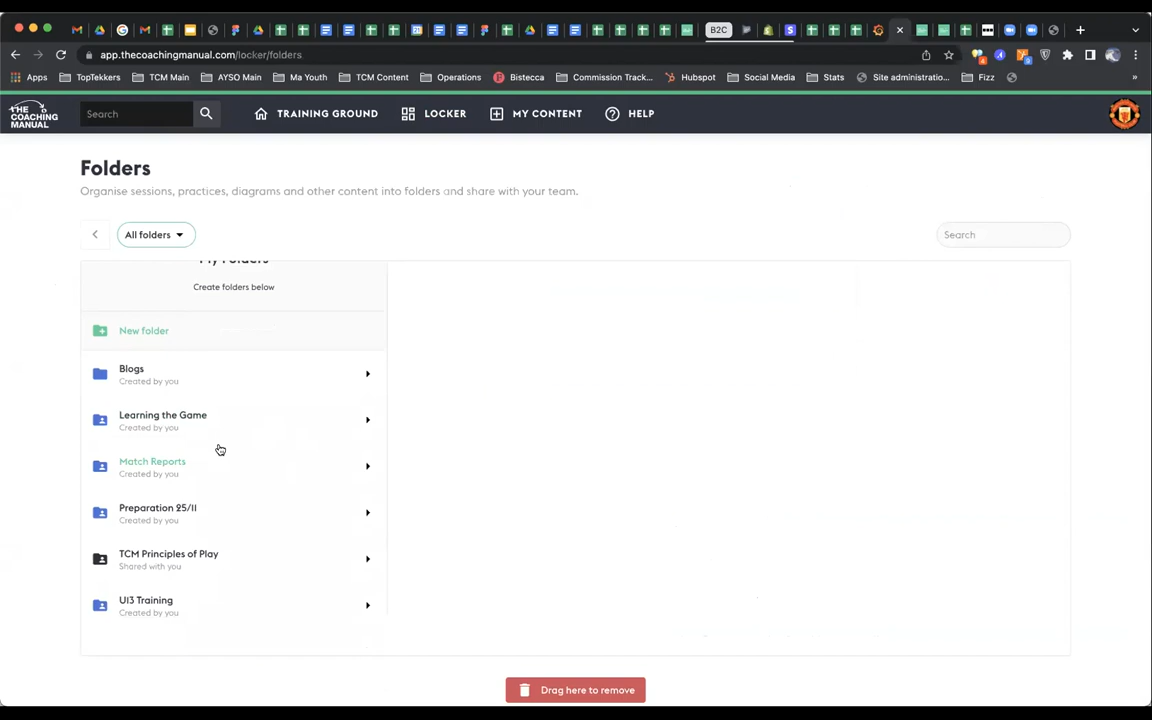 B2C
app.thecoachingmanual.com/locker/folders
Apps TopTekkers TCM Main AYSO Main Ma Youth TCM Content Operations Bistecca Commission Track... Hubspot Social Media Stats Site administratio... Fizz »
THE COACHING MANUAL
Search
TRAINING GROUND
LOCKER
MY CONTENT
HELP
Folders
Organise sessions, practices, diagrams and other content into folders and share with your team.
All folders
Search
My Folders
Create folders below
New folder
Blogs
Created by you
Learning the Game
Created by you
Match Reports
Created by you
Preparation 25/11
Created by you
TCM Principles of Play
Shared with you
U13 Training
Created by you
Drag here to remove